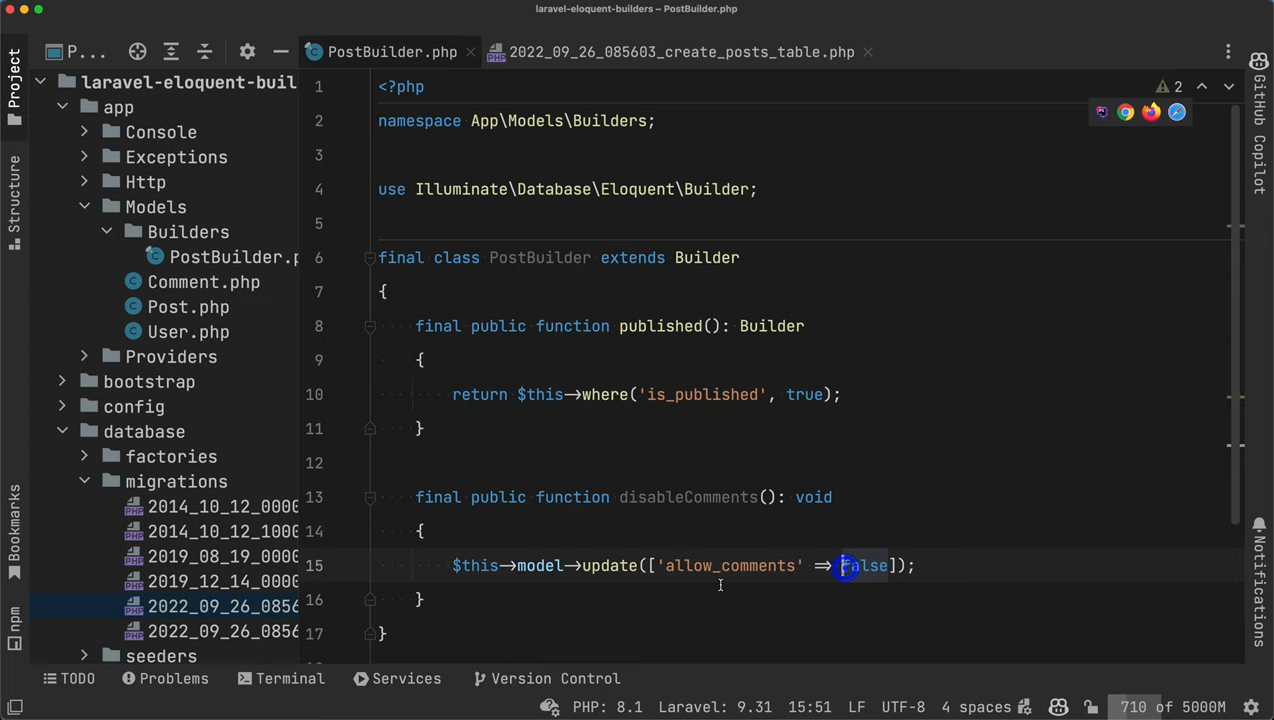 laravel-eloquent-builders – PostBuilder.php
P...
PostBuilder.php
2022_09_26_085603_create_posts_table.php
Project
Structure
Bookmarks
npm
laravel-eloquent-buil
app
Console
Exceptions
Http
Models
Builders
PostBuilder.p
Comment.php
Post.php
User.php
Providers
bootstrap
config
database
factories
migrations
2014_10_12_0000
2014_10_12_1000
2019_08_19_0000
2019_12_14_0000
2022_09_26_0856
2022_09_26_0856
seeders
1 <?php
2 namespace App\Models\Builders;
3
4 use Illuminate\Database\Eloquent\Builder;
5
6 final class PostBuilder extends Builder
7 {
8 final public function published(): Builder
9 {
10 return $this->where('is_published', true);
11 }
12
13 final public function disableComments(): void
14 {
15 $this->model->update(['allow_comments' => false]);
16 }
17 }
2
GitHub Copilot
Notifications
TODO
Problems
Terminal
Services
Version Control
PHP: 8.1
Laravel: 9.31
15:51
LF
UTF-8
4 spaces
710 of 5000M